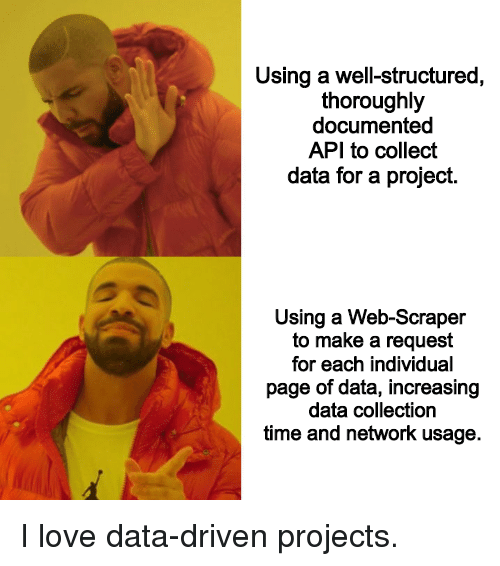 Using a well-structured,
thoroughly
documented
API to collect
data for a project.
Using a Web-Scraper
to make a request
for each individual
page of data, increasing
data collection
time and network usage.
I love data-driven projects.